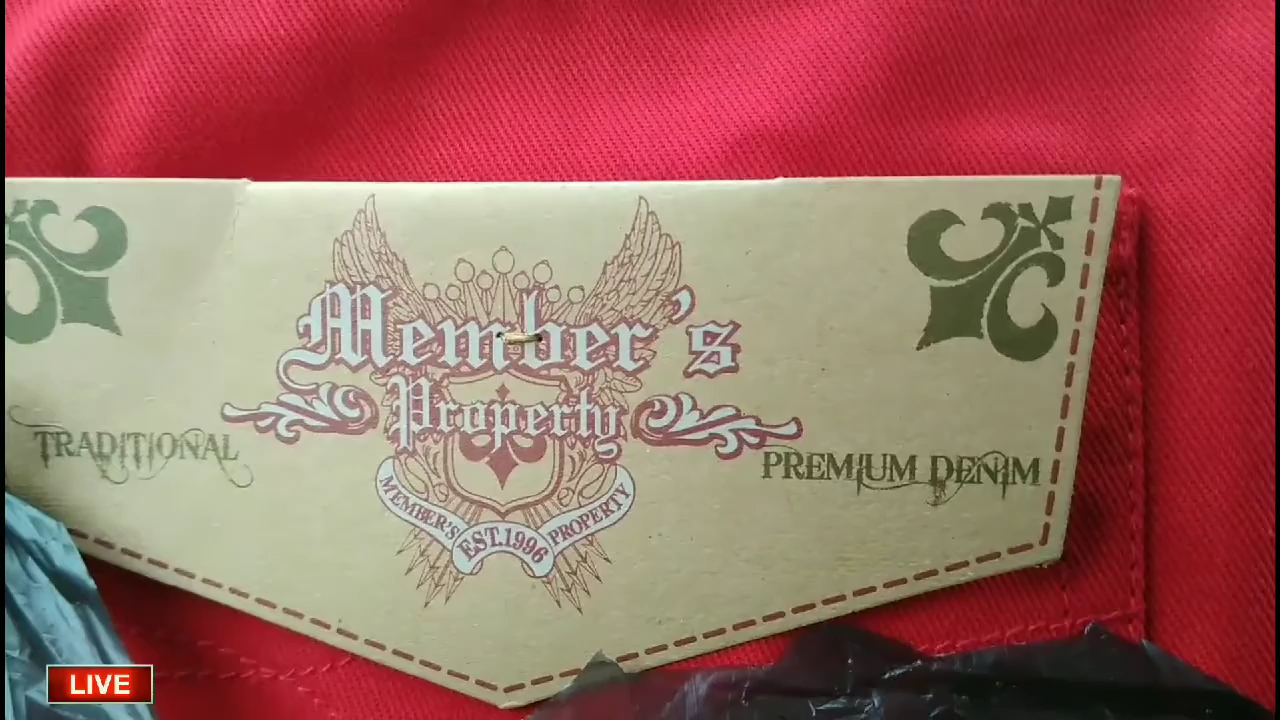 Member's
Property
TRADITIONAL
PREMIUM DENIM
MEMBER'S EST.1996 PROPERTY
LIVE